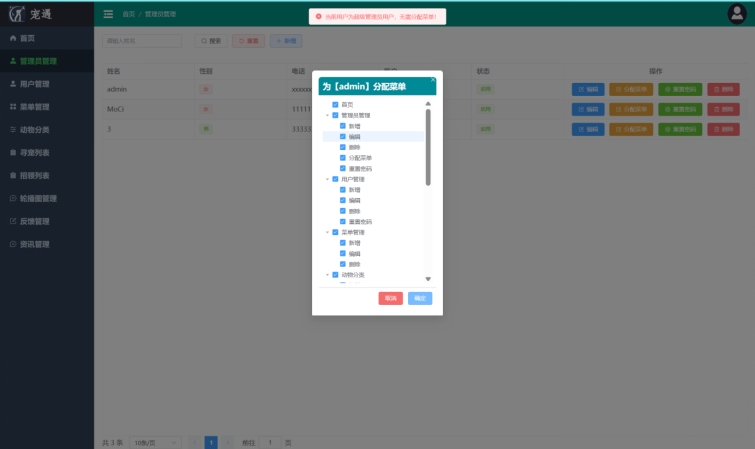 宠遇
首页 / 管理员管理
当前用户为超级管理员用户，无需分配菜单!
首页
管理员管理
用户管理
菜单管理
动物分类
寻宠列表
招领列表
轮播图管理
反馈管理
资讯管理
请输入姓名
搜索
重置
新增
姓名 性别 电话 状态 操作
admin 女 xxxxxx 启用 编辑 分配菜单 重置密码 删除
MoCi 女 11111 启用 编辑 分配菜单 重置密码 删除
3 男 33333 启用 编辑 分配菜单 重置密码 删除
为【admin】分配菜单
首页
管理员管理
新增
编辑
删除
分配菜单
重置密码
用户管理
新增
编辑
删除
重置密码
菜单管理
新增
编辑
删除
动物分类
取消
确定
共 3 条 10条/页 1 前往 1 页